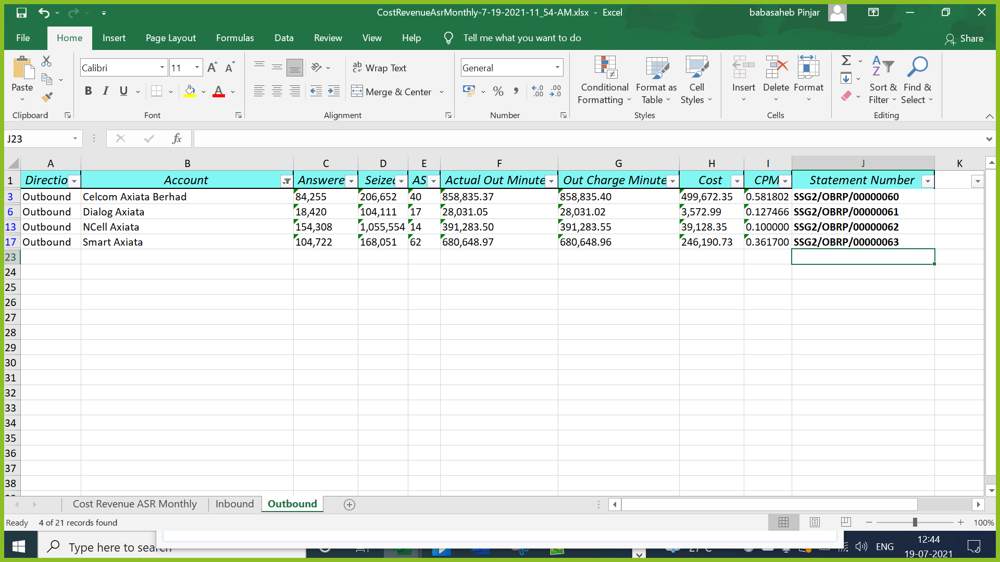 CostRevenueAsrMonthly-7-19-2021-11_54-AM.xlsx - Excel
babasaheb Pinjar
File Home Insert Page Layout Formulas Data Review View Help Tell me what you want to do Share
Calibri 11 Wrap Text General
Paste B I U A Merge & Center % , Conditional Formatting Format as Table Cell Styles Insert Delete Format Sort & Filter Find & Select
Clipboard Font Alignment Number Styles Cells Editing
J23 fx
A B C D E F G H I J K
1 Directio Account Answere Seized AS Actual Out Minute Out Charge Minute Cost CPM Statement Number
3 Outbound Celcom Axiata Berhad 84,255 206,652 40 858,835.37 858,835.40 499,672.35 0.581802 SSG2/OBRP/00000060
6 Outbound Dialog Axiata 18,420 104,111 17 28,031.05 28,031.02 3,572.99 0.127466 SSG2/OBRP/00000061
13 Outbound NCell Axiata 154,308 1,055,554 14 391,283.50 391,283.55 39,128.35 0.100000 SSG2/OBRP/00000062
17 Outbound Smart Axiata 104,722 168,051 62 680,648.97 680,648.96 246,190.73 0.361700 SSG2/OBRP/00000063
23
24
25
26
27
28
29
30
31
32
33
34
35
36
37
38
Cost Revenue ASR Monthly Inbound Outbound
Ready 4 of 21 records found 100%
Type here to search
ENG
12:44
19-07-2021